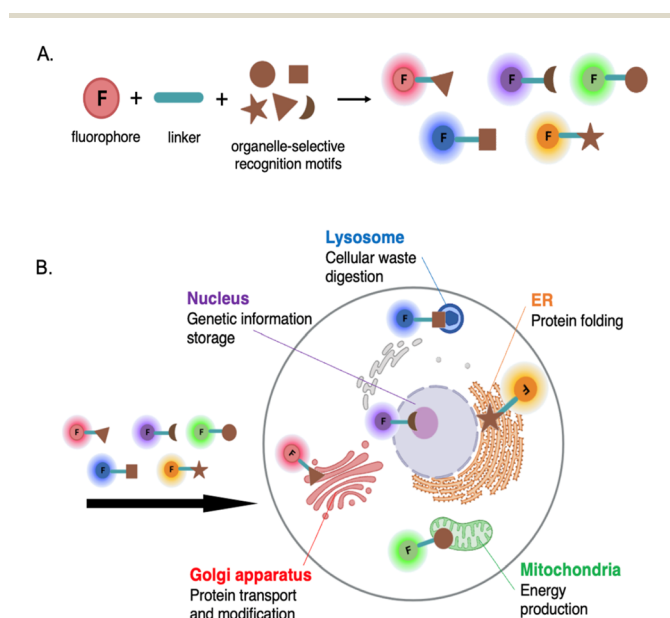 A.
F + +
fluorophore
linker
organelle-selective
recognition motifs
F
F
F
F
F
B.
Lysosome
Cellular waste
digestion
Nucleus
Genetic information
storage
ER
Protein folding
F
F
F
F
F
F
F
F
F
F
Golgi apparatus
Protein transport
and modification
Mitochondria
Energy
production